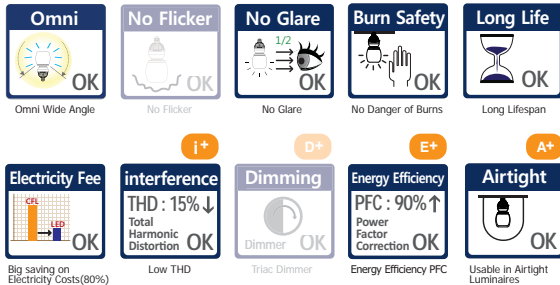 Omni
OK
Omni Wide Angle
No Flicker
OK
No Flicker
No Glare
1/2
OK
No Glare
Burn Safety
OK
No Danger of Burns
Long Life
OK
Long Lifespan
Electricity Fee
CFL
LED
OK
Big saving on
Electricity Costs(80%)
i+
interference
THD : 15%↓
Total
Harmonic
Distortion OK
Low THD
D+
Dimming
Dimmer OK
Triac Dimmer
E+
Energy Efficiency
PFC : 90%↑
Power
Factor
Correction OK
Energy Efficiency PFC
A+
Airtight
OK
Usable in Airtight
Luminaires